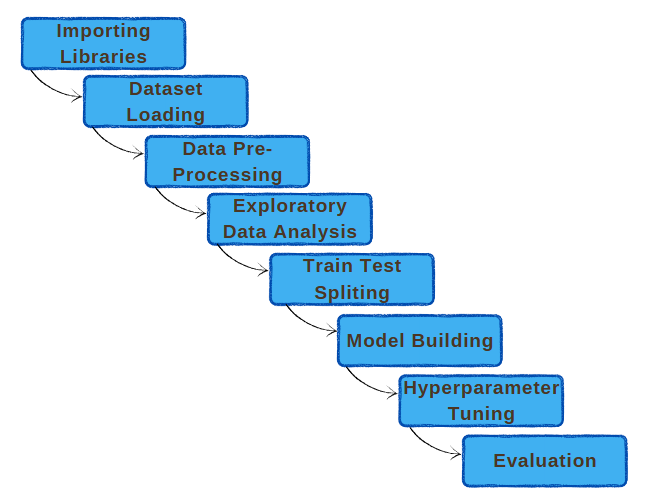 Importing
Libraries
Dataset
Loading
Data Pre-
Processing
Exploratory
Data Analysis
Train Test
Spliting
Model Building
Hyperparameter
Tuning
Evaluation